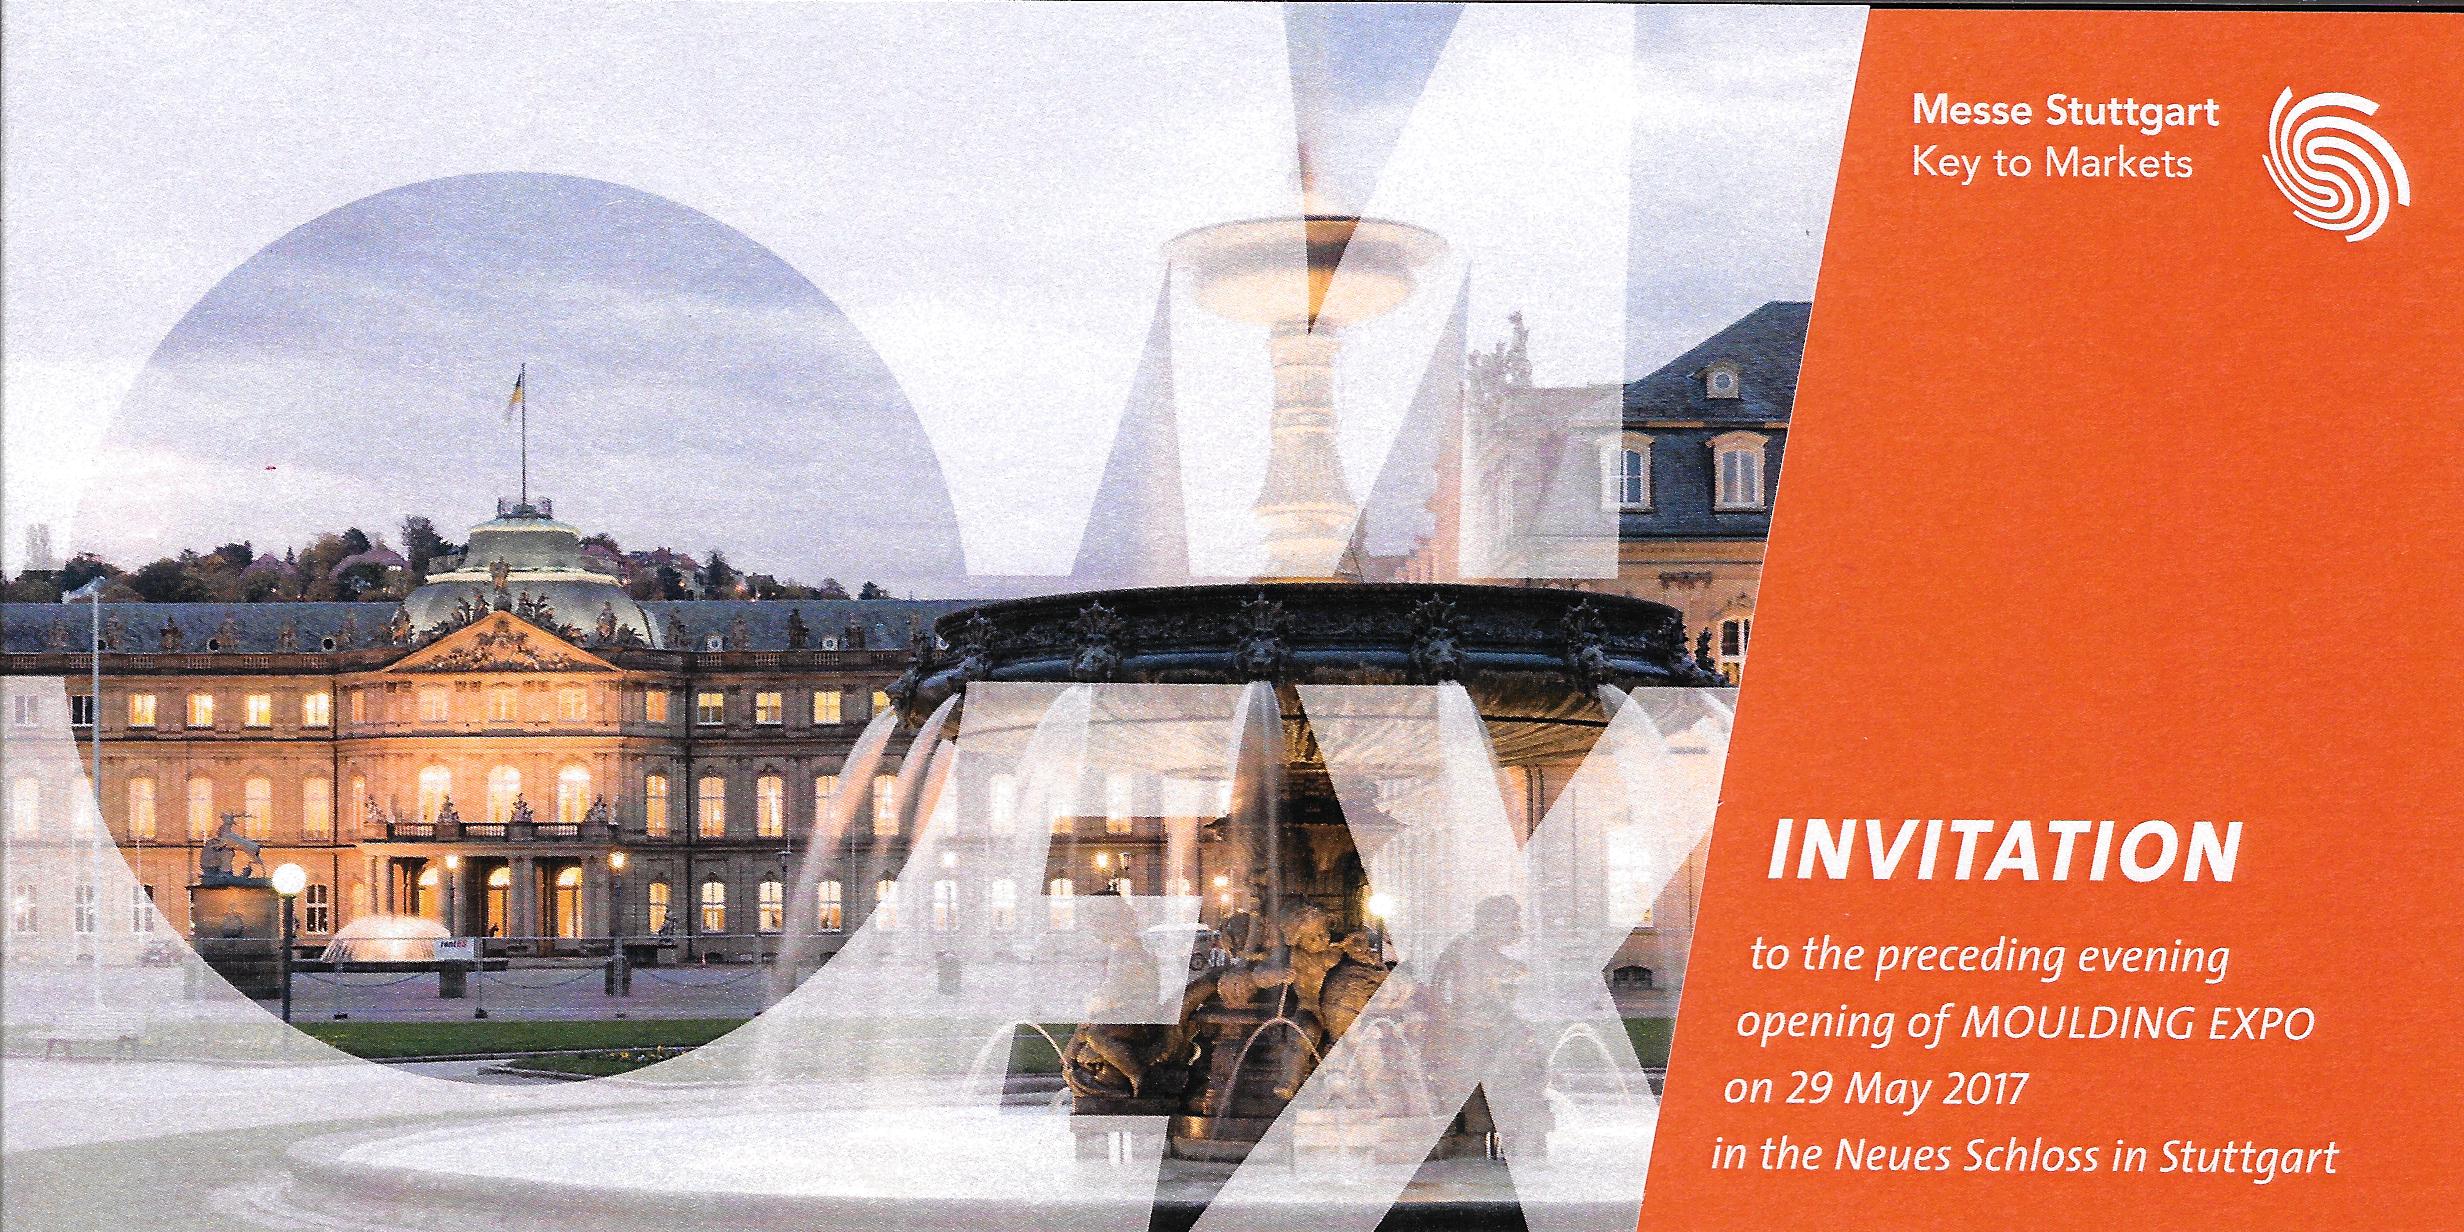 Messe Stuttgart
Key to Markets
M
EX
INVITATION
to the preceding evening
opening of MOULDING EXPO
on 29 May 2017
in the Neues Schloss in Stuttgart